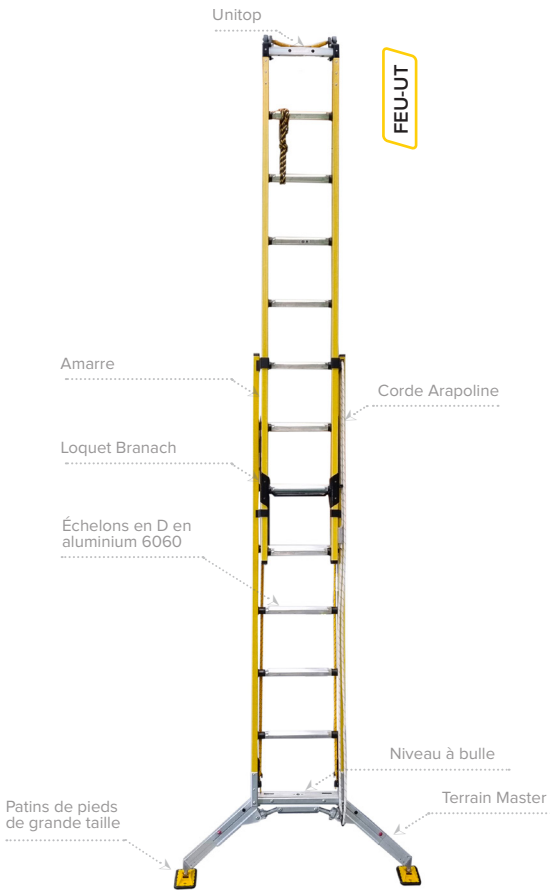 Unitop
FEU-UT
Amarre
Corde Arapoline
Loquet Branach
Échelons en D en
aluminium 6060
Niveau à bulle
Terrain Master
Patins de pieds
de grande taille